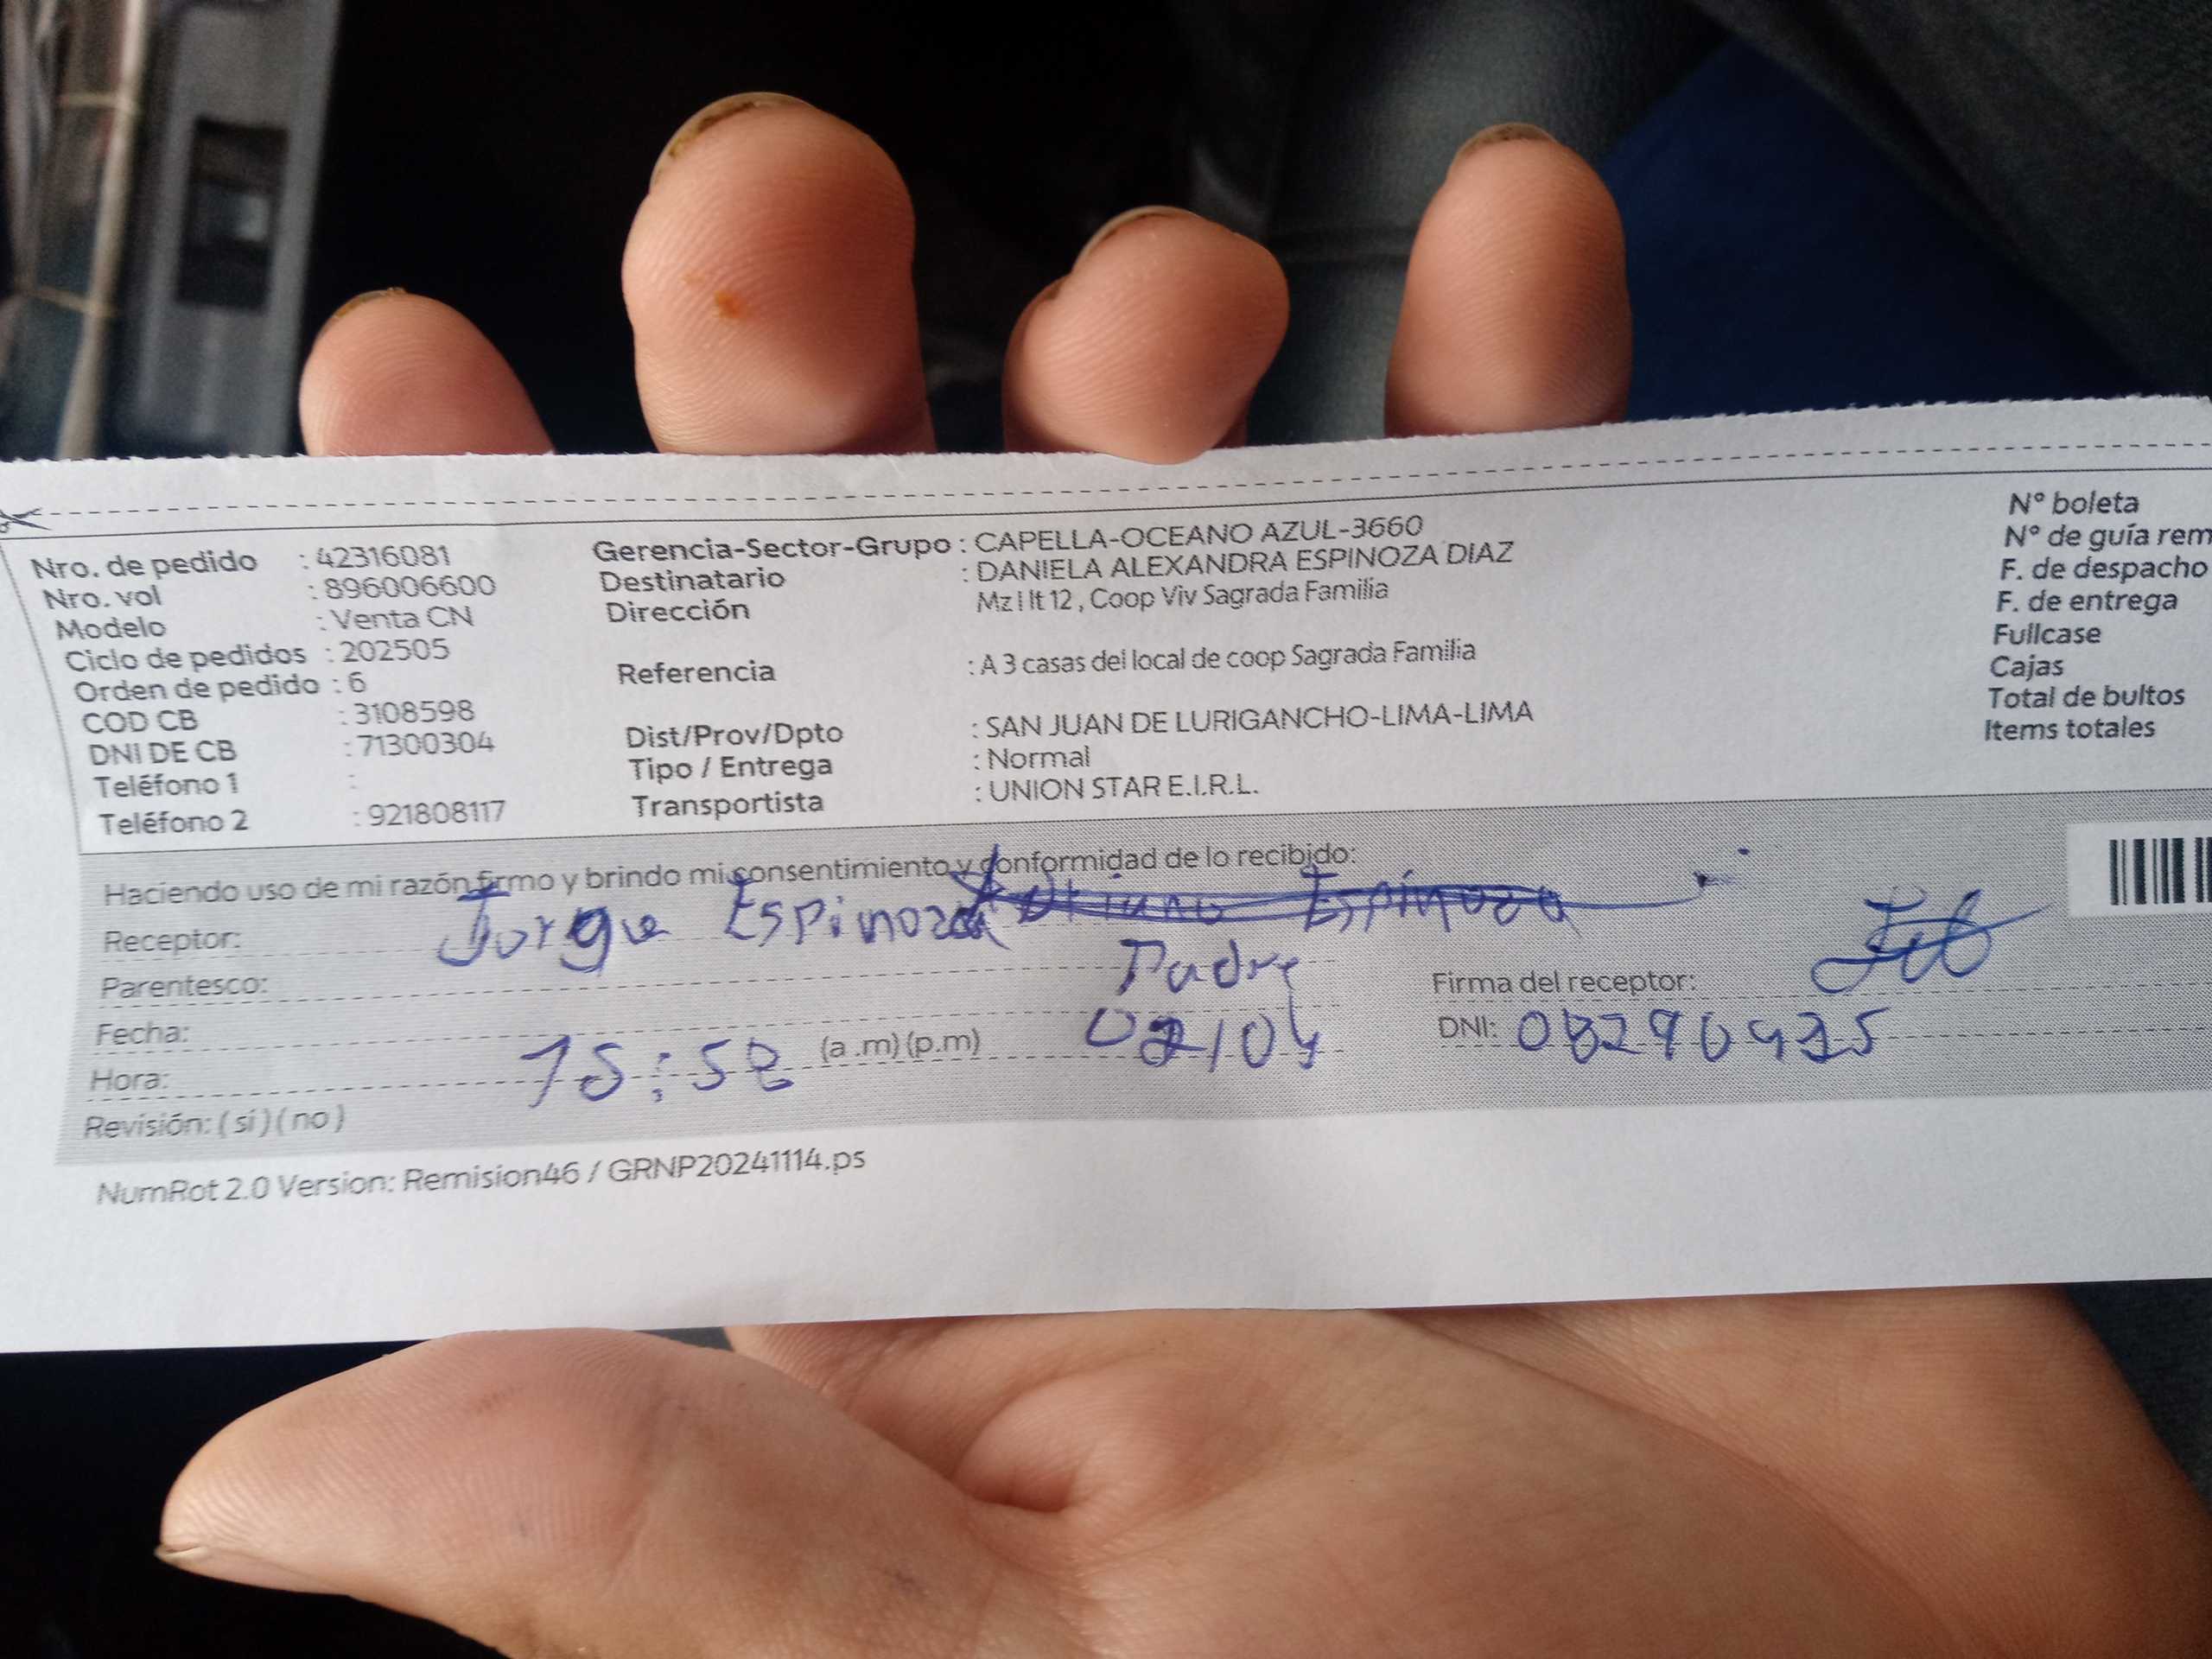 Nro. de pedido : 42316081
Nro. vol : 896006600
Modelo : Venta CN
Ciclo de pedidos : 202505
Orden de pedido : 6
COD CB : 3108598
DNI DE CB : 71300304
Teléfono 1 :
Teléfono 2 : 921808117
Gerencia-Sector-Grupo : CAPELLA-OCEANO AZUL-3660
Destinatario : DANIELA ALEXANDRA ESPINOZA DIAZ
Dirección Mz I lt 12 , Coop Viv Sagrada Familia
Referencia : A 3 casas del local de coop Sagrada Familia
Dist/Prov/Dpto : SAN JUAN DE LURIGANCHO-LIMA-LIMA
Tipo / Entrega : Normal
Transportista : UNION STAR E.I.R.L.
N° boleta
N° de guía rem
F. de despacho
F. de entrega
Fullcase
Cajas
Total de bultos
Items totales
Haciendo uso de mi razón firmo y brindo mi consentimiento y conformidad de lo recibido:
Receptor: Jorge Espinoza Espinoza
Parentesco: Padre
Fecha: 02/04
Hora: 15:52 (a .m) (p.m)
Revisión: ( sí ) ( no )
Firma del receptor:
DNI:
NumRot 2.0 Version: Remision46 / GRNP20241114.ps